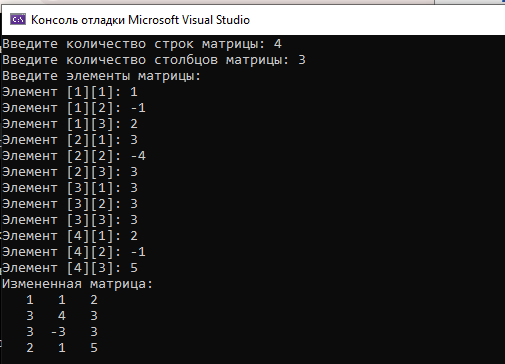 Консоль отладки Microsoft Visual Studio
Введите количество строк матрицы: 4
Введите количество столбцов матрицы: 3
Введите элементы матрицы:
Элемент [1][1]: 1
Элемент [1][2]: -1
Элемент [1][3]: 2
Элемент [2][1]: 3
Элемент [2][2]: -4
Элемент [2][3]: 3
Элемент [3][1]: 3
Элемент [3][2]: 3
Элемент [3][3]: 3
Элемент [4][1]: 2
Элемент [4][2]: -1
Элемент [4][3]: 5
Измененная матрица:
1 1 2
3 4 3
3 -3 3
2 1 5